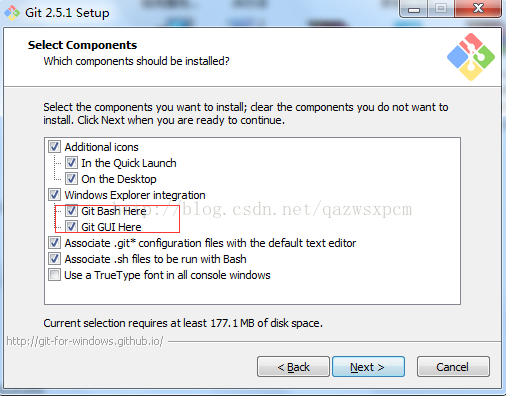 Git 2.5.1 Setup
Select Components
Which components should be installed?
Select the components you want to install; clear the components you do not want to
install. Click Next when you are ready to continue.
Additional icons
In the Quick Launch
On the Desktop
Windows Explorer integration
Git Bash Here
http://blog.csdn.net/qazwsxpcm
Git GUI Here
Associate .git* configuration files with the default text editor
Associate .sh files to be run with Bash
Use a TrueType font in all console windows
Current selection requires at least 177.1 MB of disk space.
http://git-for-windows.github.io/
< Back
Next >
Cancel